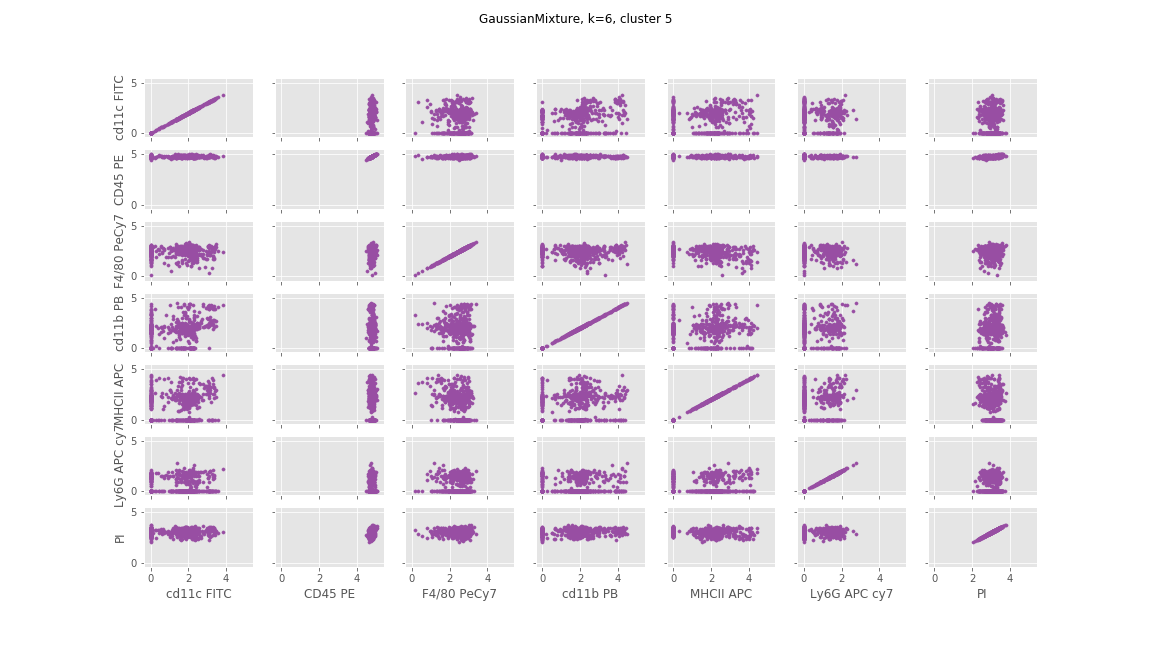 GaussianMixture, k=6, cluster 5
cd11c FITC
5
0
CD45 PE
5
0
F4/80 PeCy7
5
0
cd11b PB
5
0
MHCII APC
5
0
Ly6G APC cy7
5
0
PI
5
0
0 2 4 0 2 4 0 2 4 0 2 4 0 2 4 0 2 4 0 2 4
cd11c FITC CD45 PE F4/80 PeCy7 cd11b PB MHCII APC Ly6G APC cy7 PI